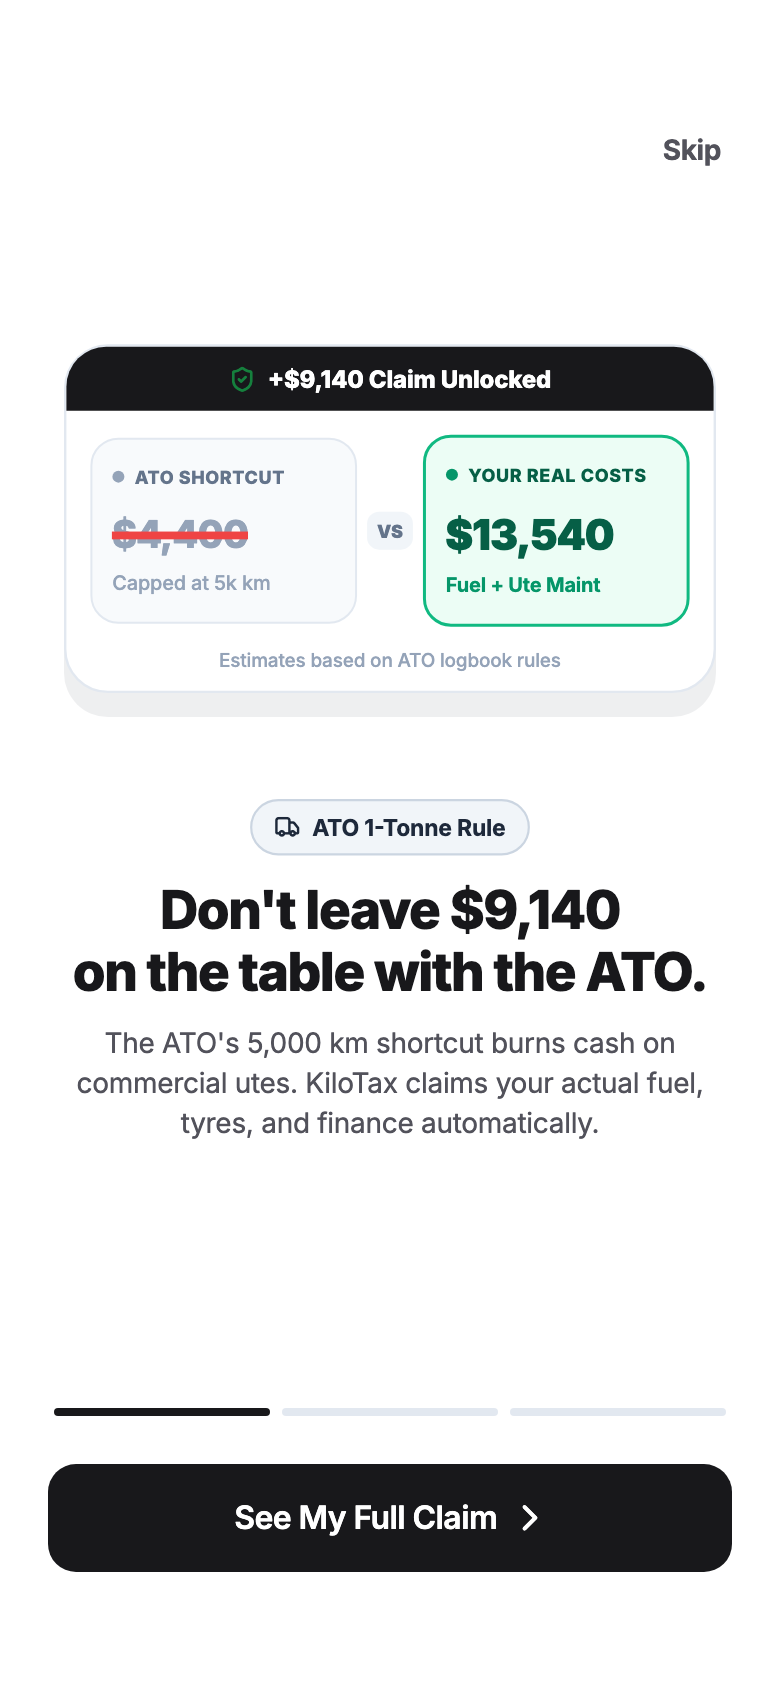 Skip
+$9,140 Claim Unlocked
ATO SHORTCUT
$4,400
Capped at 5k km
VS
YOUR REAL COSTS
$13,540
Fuel + Ute Maint
Estimates based on ATO logbook rules
ATO 1-Tonne Rule
Don't leave $9,140
on the table with the ATO.
The ATO's 5,000 km shortcut burns cash on
commercial utes. KiloTax claims your actual fuel,
tyres, and finance automatically.
See My Full Claim